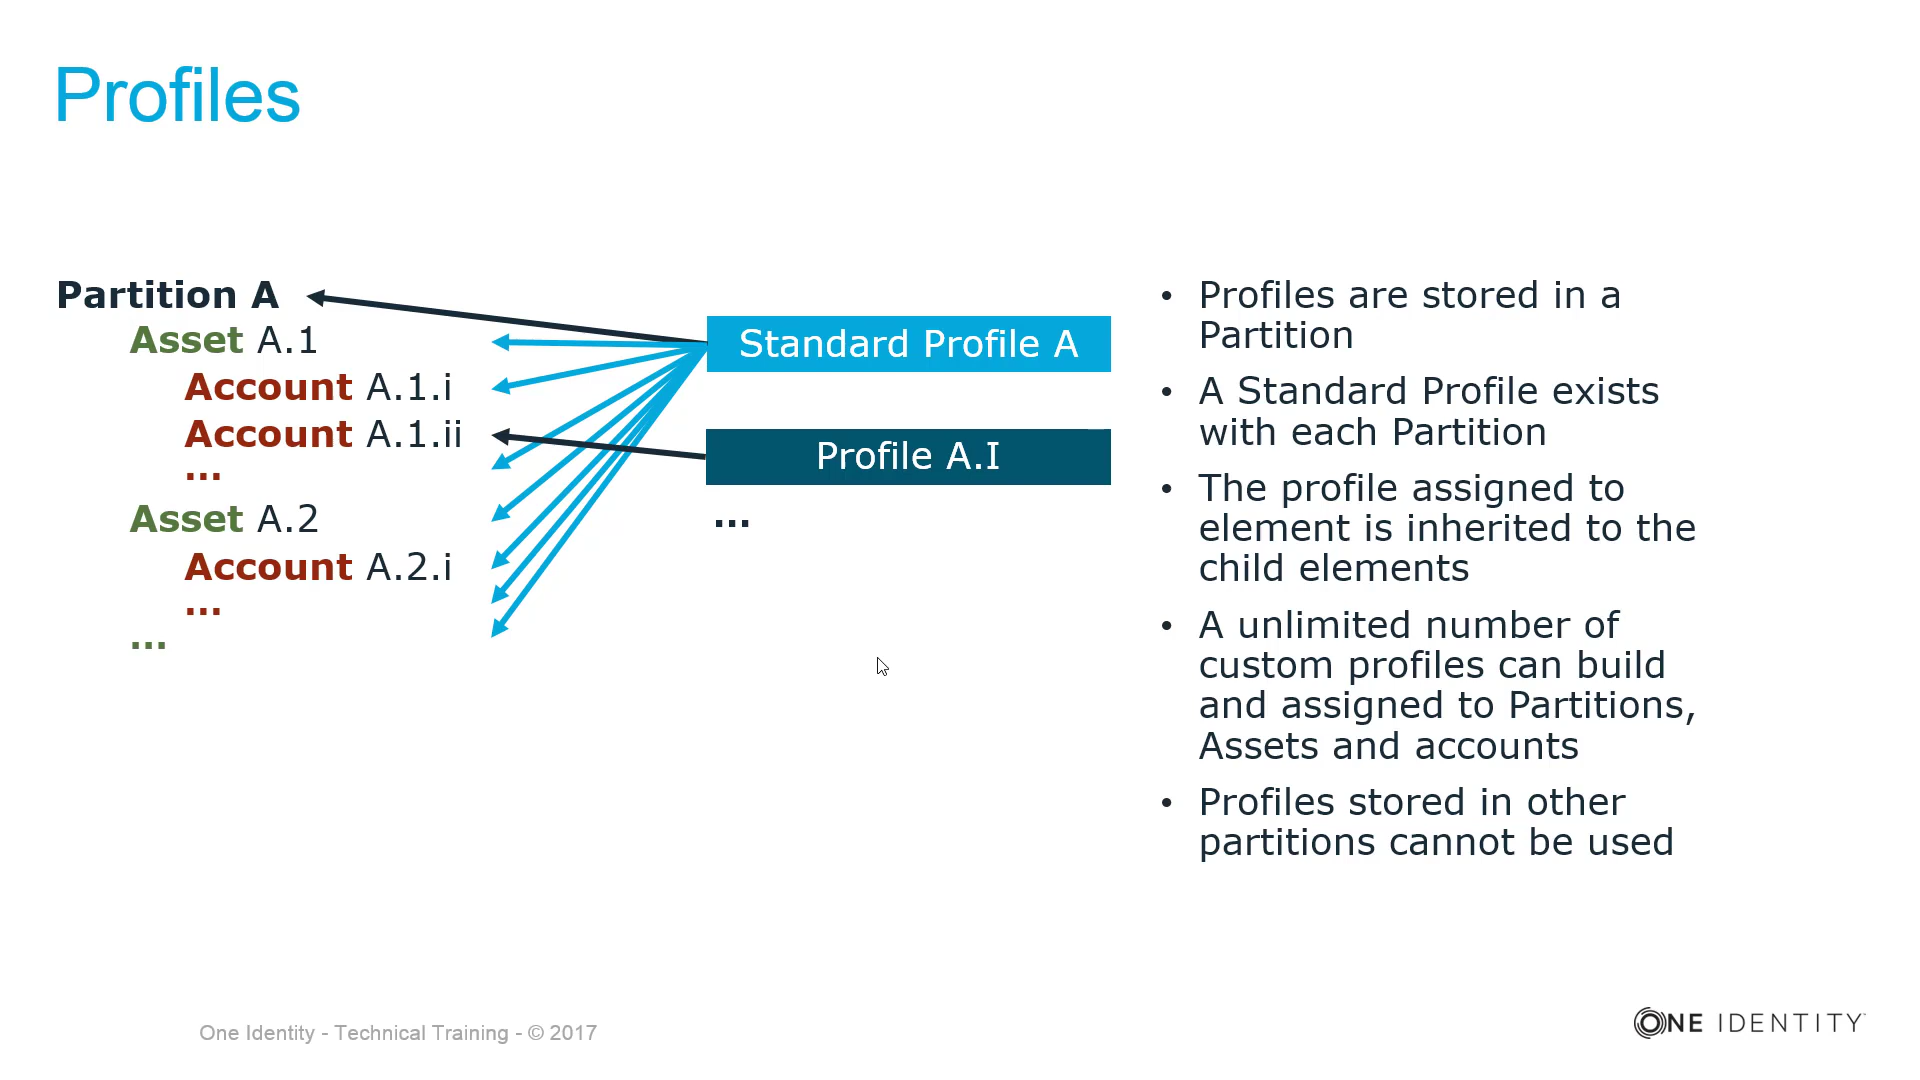 Profiles
Partition A
Asset A.1
Account A.1.i
Account A.1.ii
...
Asset A.2
Account A.2.i
...
...
Standard Profile A
Profile A.I
...
• Profiles are stored in a
Partition
• A Standard Profile exists
with each Partition
• The profile assigned to
element is inherited to the
child elements
• A unlimited number of
custom profiles can build
and assigned to Partitions,
Assets and accounts
• Profiles stored in other
partitions cannot be used
One Identity - Technical Training - © 2017
ONE IDENTITY™